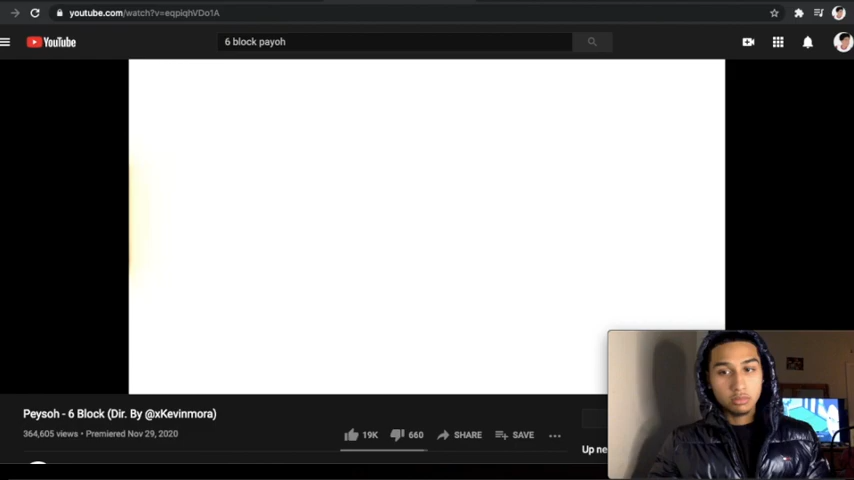 youtube.com/watch?v=eqpiqhVDo1A
YouTube
6 block payoh
Peysoh - 6 Block (Dir. By @xKevinmora)
364,605 views • Premiered Nov 29, 2020
19K
660
SHARE
SAVE
Up ne